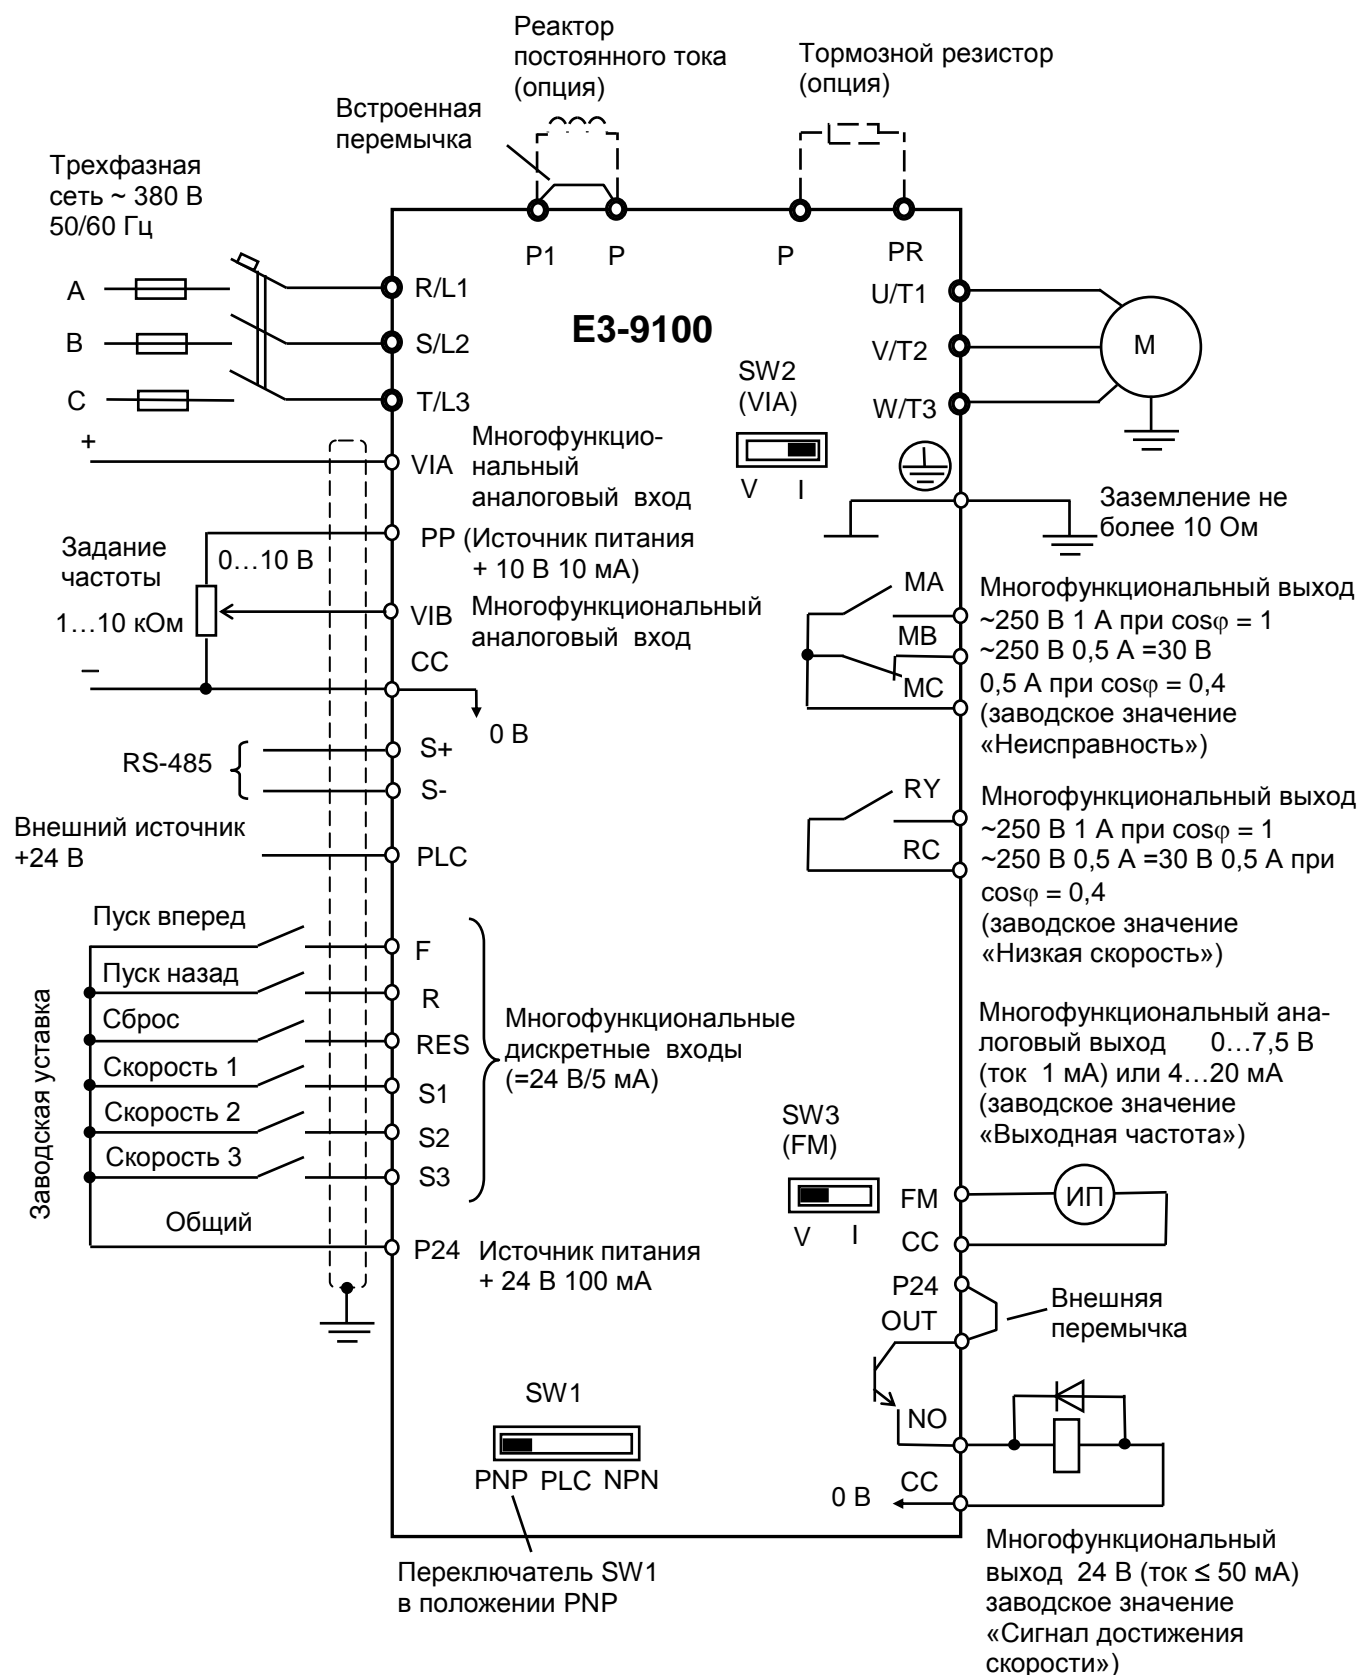 Реактор
постоянного тока
(опция)
Тормозной резистор
(опция)
Встроенная
перемычка
Трехфазная
сеть ~ 380 В
50/60 Гц
P1
P
P
PR
A
R/L1
U/T1
E3-9100
B
S/L2
V/T2
M
SW2
(VIA)
C
T/L3
W/T3
+
VIA
Многофункцио-
нальный
аналоговый вход
V
I
Заземление не
более 10 Ом
Задание
частоты
1…10 кОм
0…10 В
PP (Источник питания
+ 10 В 10 мА)
VIB
Многофункциональный
аналоговый вход
CC
–
0 В
MA
MB
MC
Многофункциональный выход
~250 В 1 А при cosφ = 1
~250 В 0,5 А =30 В
0,5 А при cosφ = 0,4
(заводское значение
«Неисправность»)
RS-485
S+
S-
Внешний источник
+24 В
PLC
RY
RC
Многофункциональный выход
~250 В 1 А при cosφ = 1
~250 В 0,5 А =30 В 0,5 А при
cosφ = 0,4
(заводское значение
«Низкая скорость»)
Заводская уставка
Пуск вперед
F
Пуск назад
R
Сброс
RES
Скорость 1
S1
Скорость 2
S2
Скорость 3
S3
Многофункциональные
дискретные входы
(=24 В/5 мА)
Общий
P24
Источник питания
+ 24 В 100 мА
Многофункциональный ана-
логовый выход 0…7,5 В
(ток 1 мА) или 4…20 мА
(заводское значение
«Выходная частота»)
SW3
(FM)
V
I
FM
ИП
CC
P24
OUT
Внешняя
перемычка
SW1
PNP PLC NPN
NO
CC
0 В
Переключатель SW1
в положении PNP
Многофункциональный
выход 24 В (ток ≤ 50 мА)
заводское значение
«Сигнал достижения
скорости»)